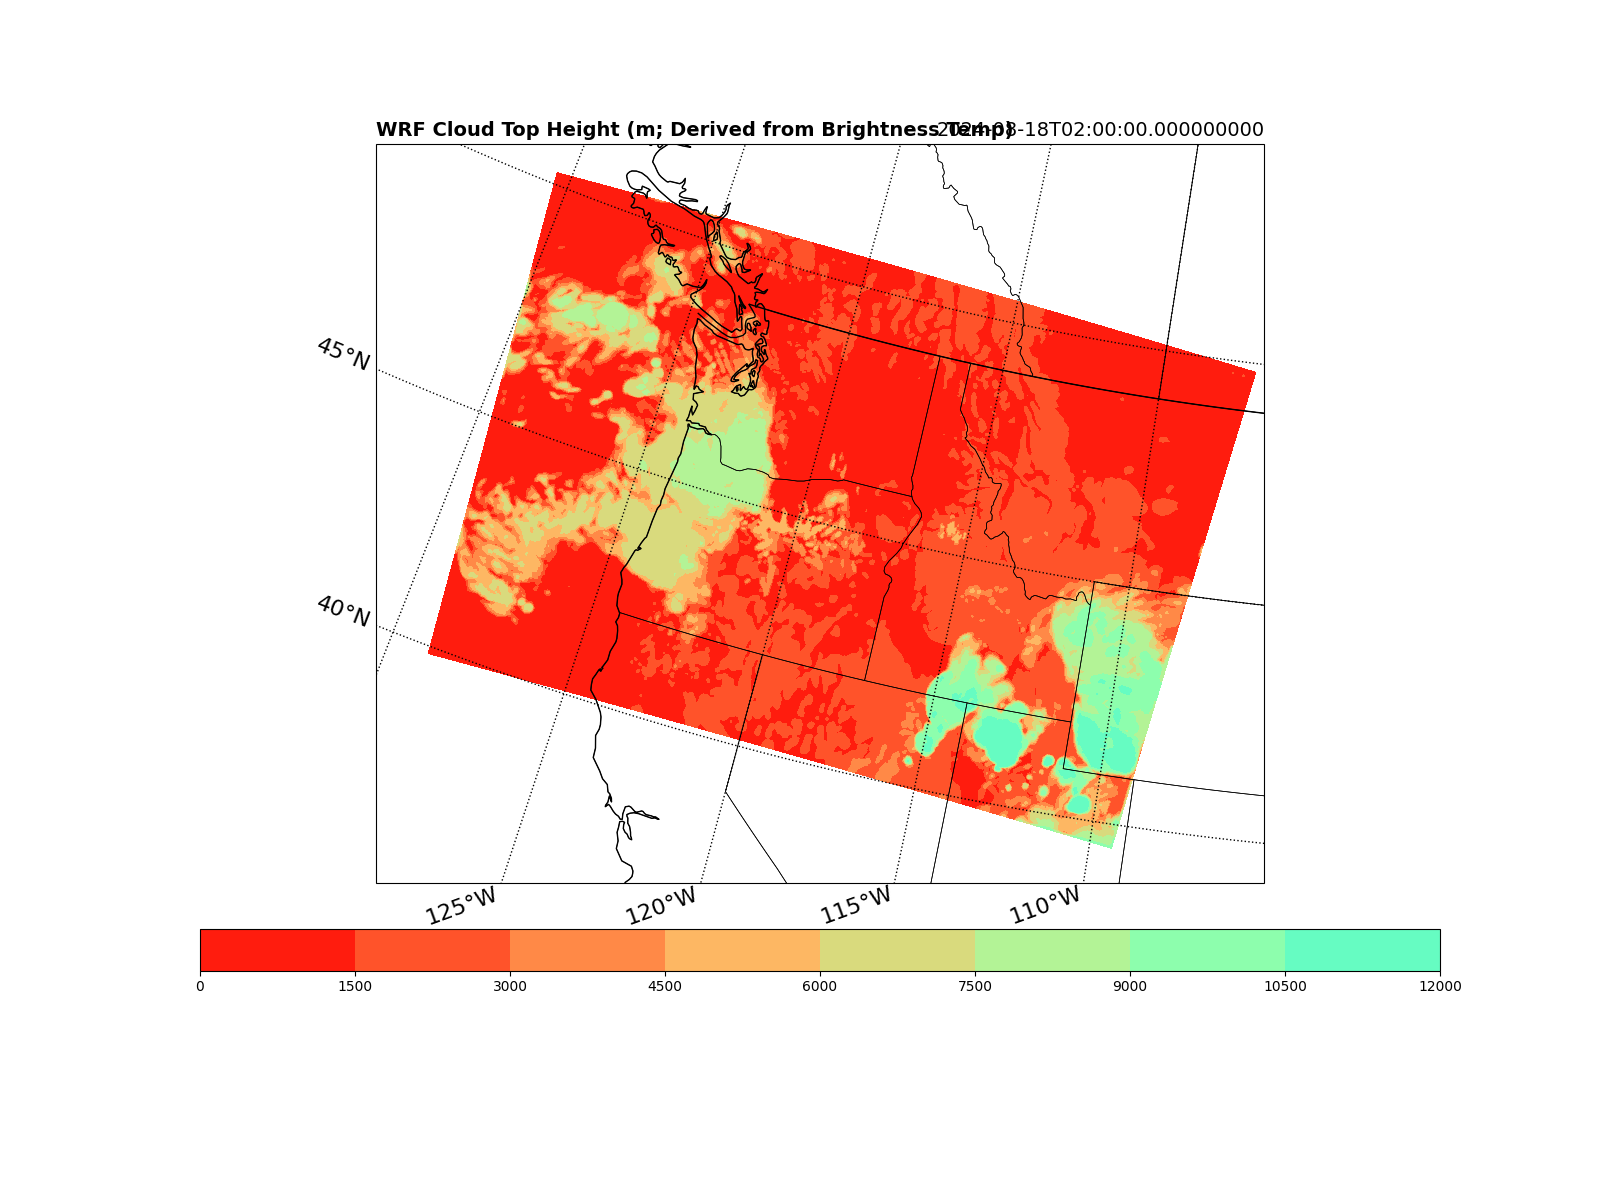 WRF Cloud Top Height (m; Derived from Brightness Temp)
2024-08-18T02:00:00.000000000
45°N
40°N
125°W 120°W 115°W 110°W
0 1500 3000 4500 6000 7500 9000 10500 12000